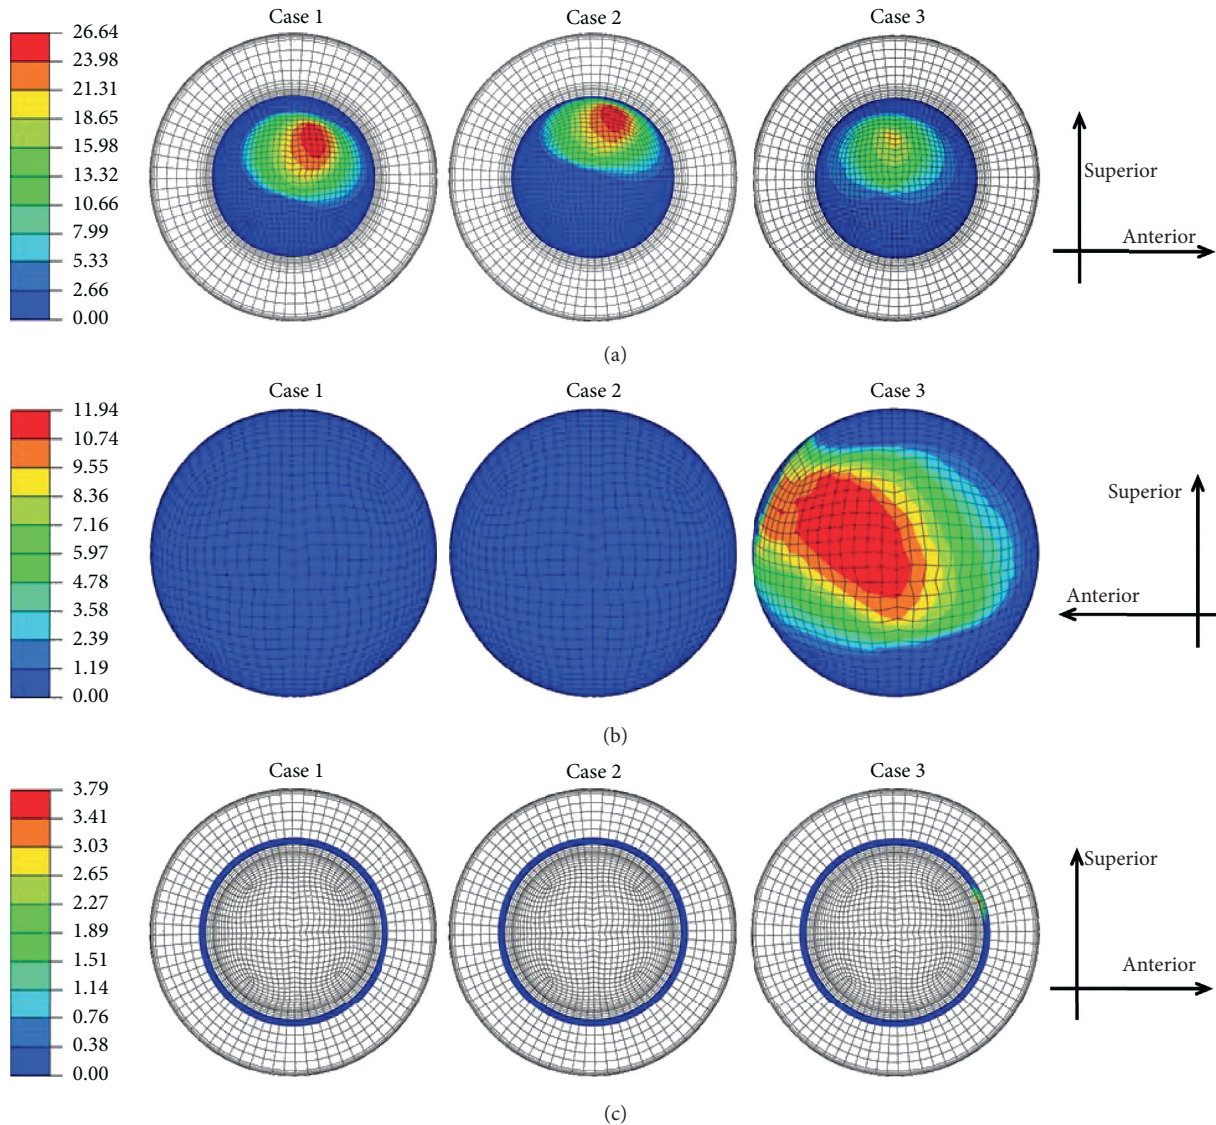 Case 1 Case 2 Case 3
26.64
23.98
21.31
18.65
15.98
13.32
10.66
7.99
5.33
2.66
0.00
Superior
Anterior
(a)
Case 1 Case 2 Case 3
11.94
10.74
9.55
8.36
7.16
5.97
4.78
3.58
2.39
1.19
0.00
Superior
Anterior
(b)
Case 1 Case 2 Case 3
3.79
3.41
3.03
2.65
2.27
1.89
1.51
1.14
0.76
0.38
0.00
Superior
Anterior
(c)